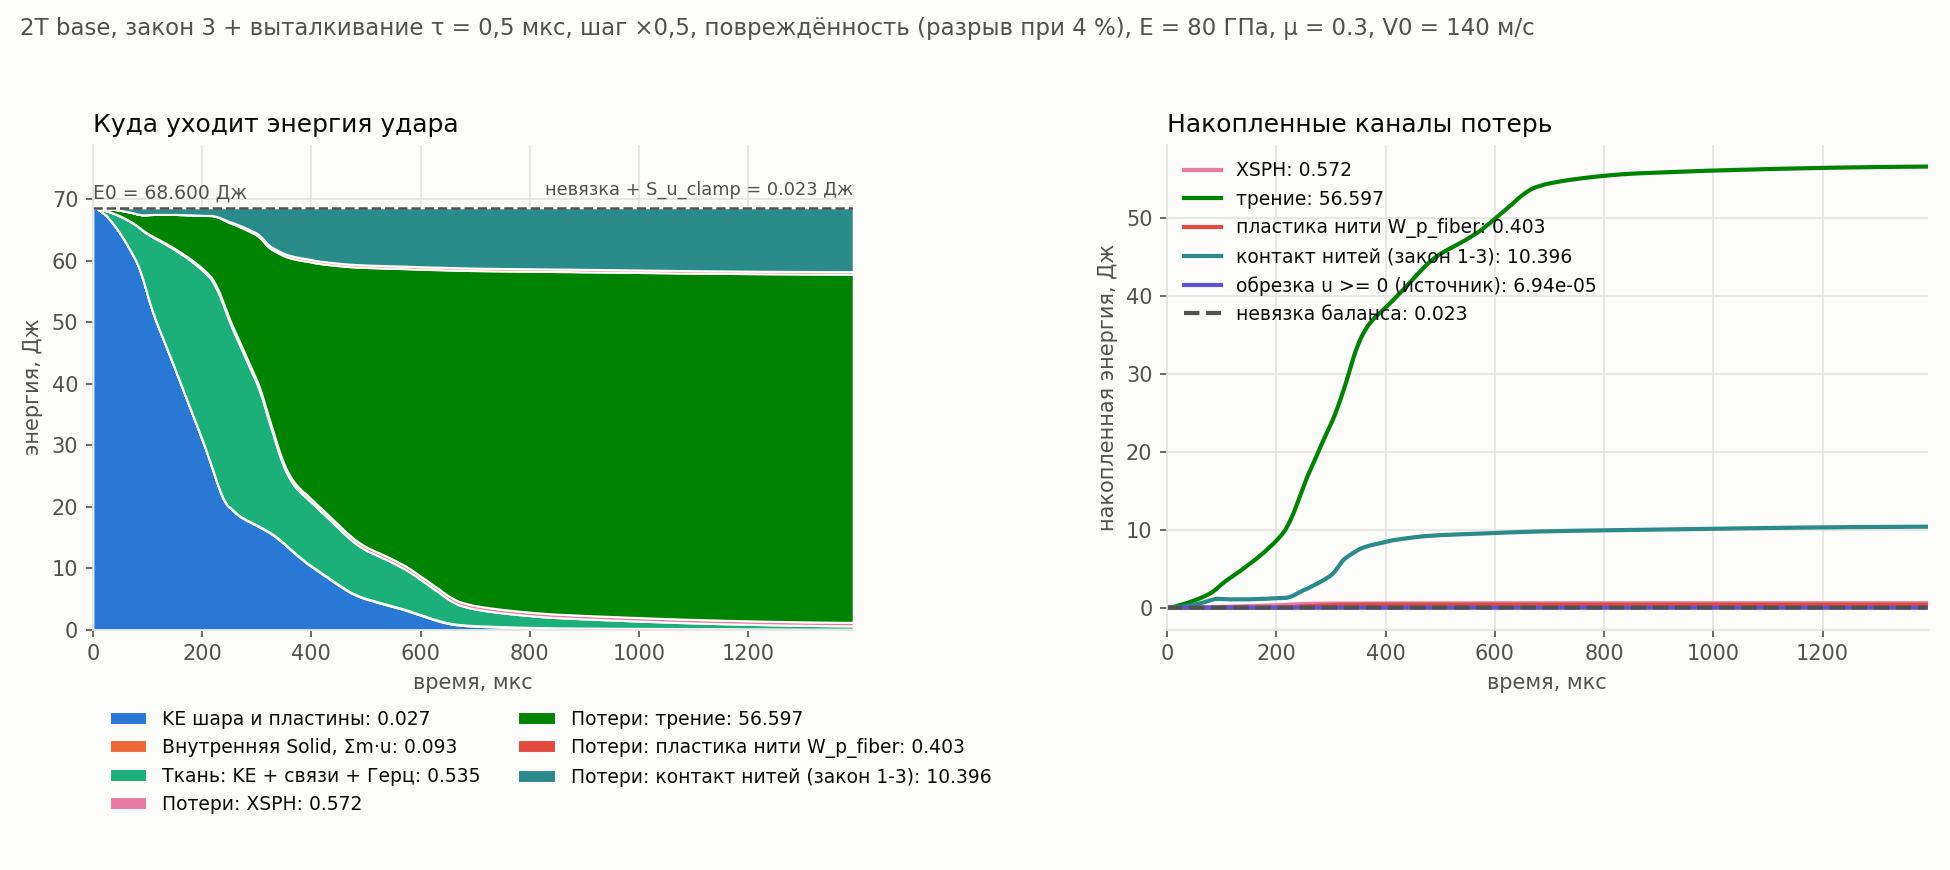 2T base, закон 3 + выталкивание τ = 0,5 мкс, шаг ×0,5, повреждённость (разрыв при 4 %), E = 80 ГПа, μ = 0.3, V0 = 140 м/с
Куда уходит энергия удара
E0 = 68.600 Дж
невязка + S_u_clamp = 0.023 Дж
энергия, Дж
70
60
50
40
30
20
10
0
0 200 400 600 800 1000 1200
время, мкс
KE шара и пластины: 0.027
Внутренняя Solid, Σm·u: 0.093
Ткань: KE + связи + Герц: 0.535
Потери: XSPH: 0.572
Потери: трение: 56.597
Потери: пластика нити W_p_fiber: 0.403
Потери: контакт нитей (закон 1-3): 10.396
Накопленные каналы потерь
XSPH: 0.572
трение: 56.597
пластика нити W_p_fiber: 0.403
контакт нитей (закон 1-3): 10.396
обрезка u >= 0 (источник): 6.94e-05
невязка баланса: 0.023
накопленная энергия, Дж
50
40
30
20
10
0
0 200 400 600 800 1000 1200
время, мкс